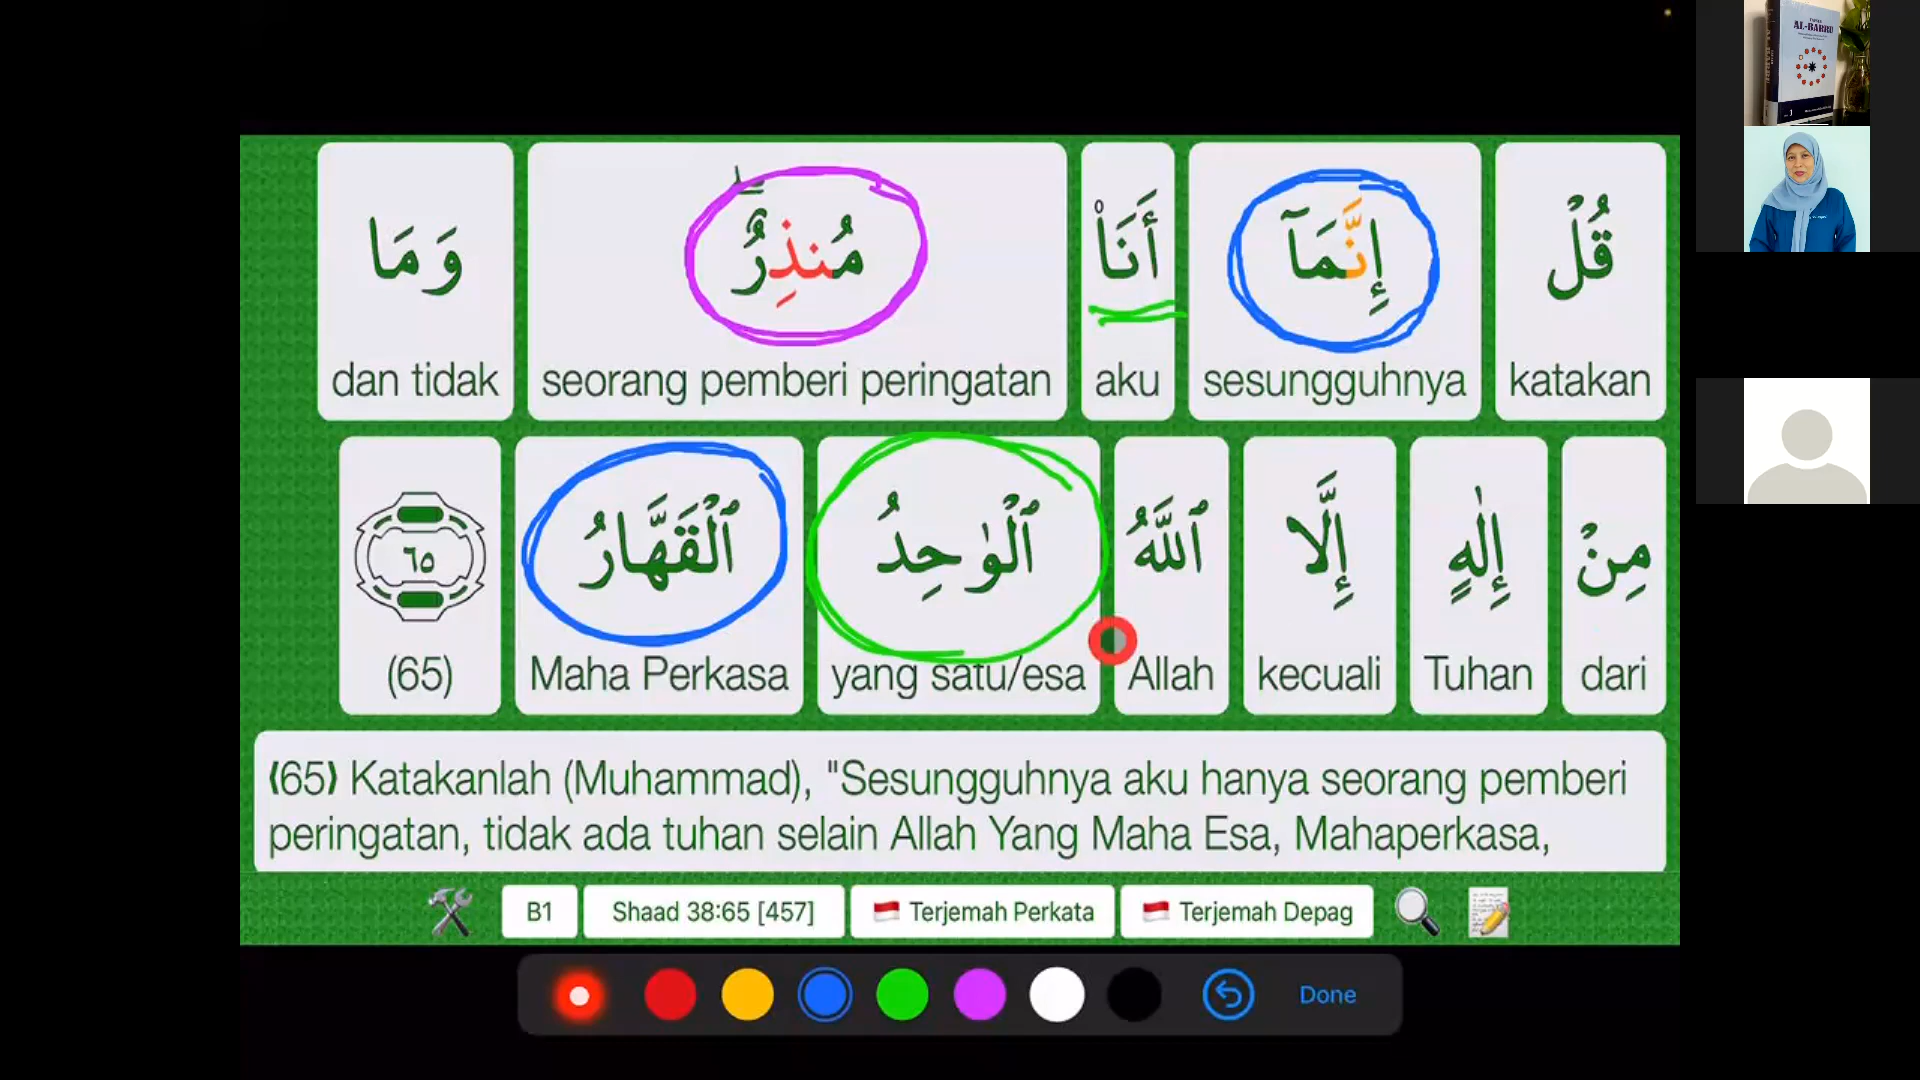 قُلْ إِنَّمَآ أَنَا۠ مُنذِرٌۖ وَمَا
katakan sesungguhnya aku seorang pemberi peringatan dan tidak
مِنْ إِلٰهٍ إِلَّا ٱللَّهُ ٱلْوٰحِدُ ٱلْقَهَّارُ ٦٥
dari Tuhan kecuali Allah yang satu/esa Maha Perkasa (65)
(65) Katakanlah (Muhammad), "Sesungguhnya aku hanya seorang pemberi
peringatan, tidak ada tuhan selain Allah Yang Maha Esa, Mahaperkasa,
B1 Shaad 38:65 [457] Terjemah Perkata Terjemah Depag
Done
AL-BARRU